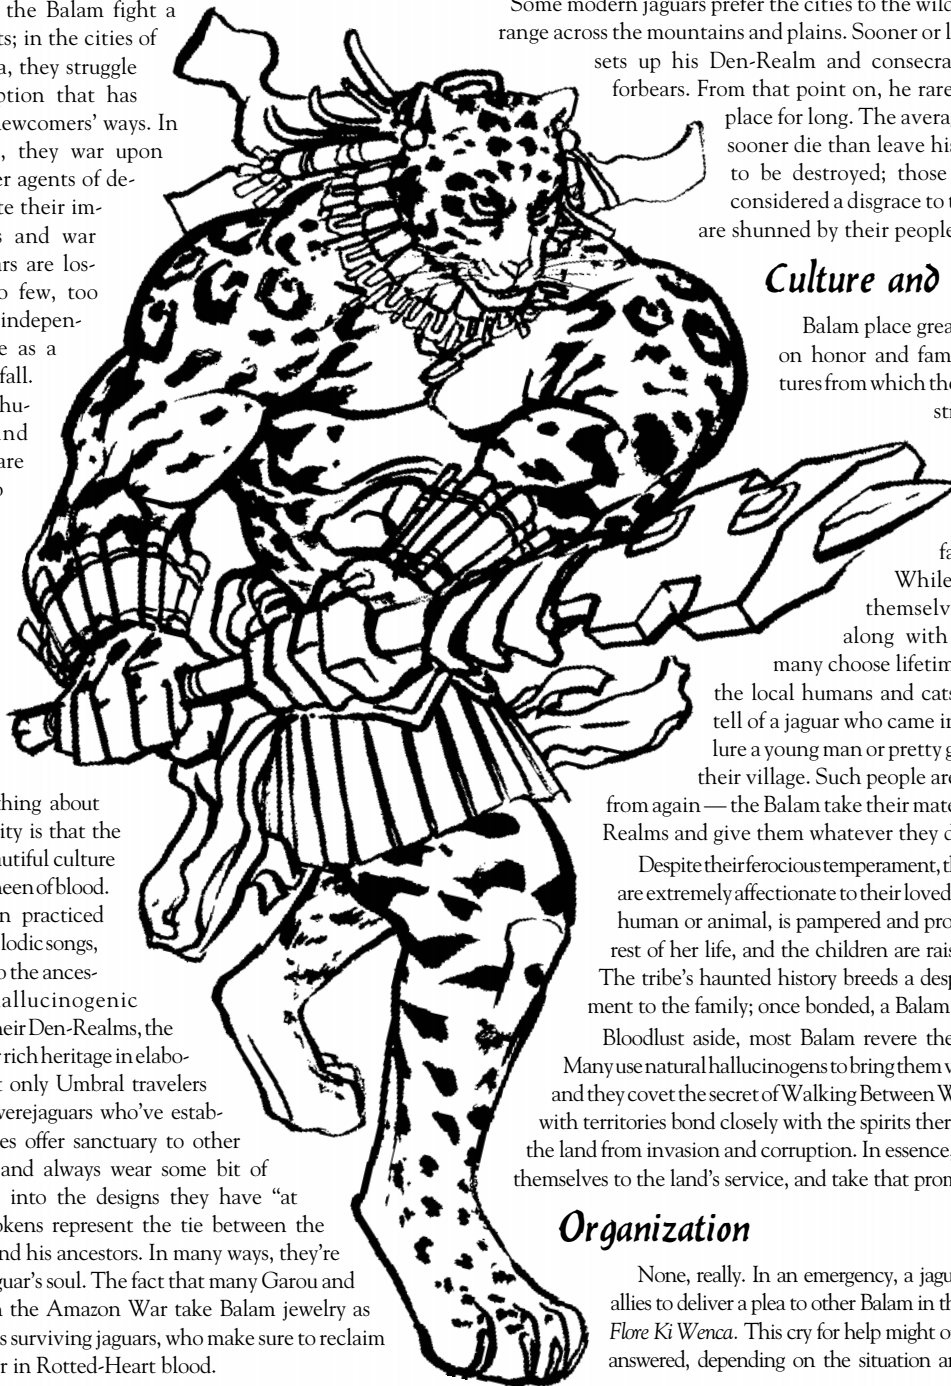 the Balam fight a
ts; in the cities of
a, they struggle
ption that has
ewcomers' ways. In
, they war upon
er agents of de-
te their im-
s and war
rs are los-
o few, too
indepen-
e as a
fall.
hu-
nd
are
o
thing about
ity is that the
utiful culture
een of blood.
n practiced
lodic songs,
o the ances-
allucinogenic
heir Den-Realms, the
r rich heritage in elabo-
t only Umbral travelers
werejaguars who've estab-
es offer sanctuary to other
and always wear some bit of
into the designs they have “at
okens represent the tie between the
nd his ancestors. In many ways, they're
guar's soul. The fact that many Garou and
n the Amazon War take Balam jewelry as
s surviving jaguars, who make sure to reclaim
r in Rotted-Heart blood.
Some modern jaguars prefer the cities to the wild
range across the mountains and plains. Sooner or l
sets up his Den-Realm and consecra
forbears. From that point on, he rare
place for long. The avera
sooner die than leave his
to be destroyed; those
considered a disgrace to t
are shunned by their people
Culture and
Balam place grea
on honor and fam
tures from which the
str
fa
While
themselv
along with
many choose lifetim
the local humans and cats
tell of a jaguar who came in
lure a young man or pretty g
their village. Such people are
from again — the Balam take their mate
Realms and give them whatever they d
Despite their ferocious temperament, t
are extremely affectionate to their loved
human or animal, is pampered and pro
rest of her life, and the children are rais
The tribe's haunted history breeds a desp
ment to the family; once bonded, a Balam
Bloodlust aside, most Balam revere the
Many use natural hallucinogens to bring them v
and they covet the secret of Walking Between W
with territories bond closely with the spirits ther
the land from invasion and corruption. In essence,
themselves to the land's service, and take that prom
Organization
None, really. In an emergency, a jagu
allies to deliver a plea to other Balam in th
Flore Ki Wenca. This cry for help might o
answered, depending on the situation a